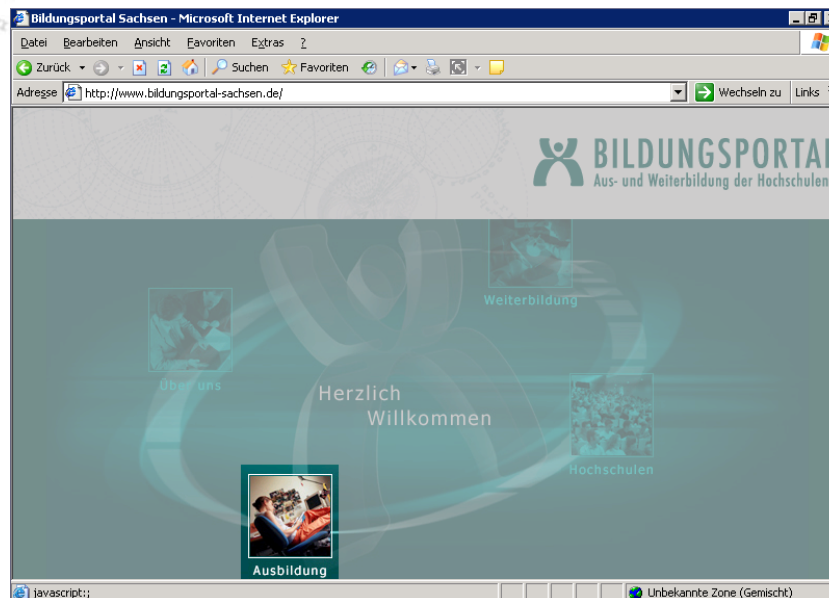 Bildungsportal Sachsen - Microsoft Internet Explorer
Datei Bearbeiten Ansicht Favoriten Extras ?
Zurück Suchen Favoriten
Adresse http://www.bildungsportal-sachsen.de/ Wechseln zu Links
BILDUNGSPORTAL
Aus- und Weiterbildung der Hochschulen
Weiterbildung
Über uns
Herzlich
Willkommen
Hochschulen
Ausbildung
javascript:; Unbekannte Zone (Gemischt)